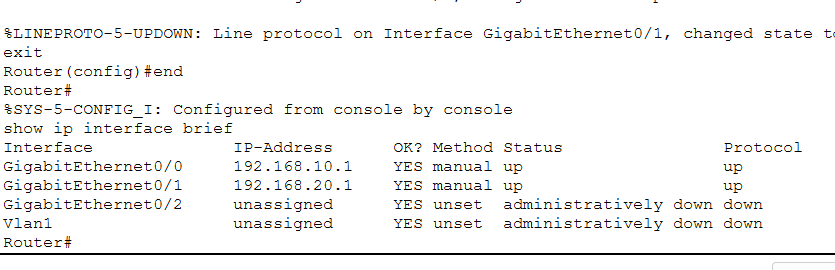 %LINEPROTO-5-UPDOWN: Line protocol on Interface GigabitEthernet0/1, changed state
exit
Router(config)#end
Router#
%SYS-5-CONFIG_I: Configured from console by console
show ip interface brief
Interface              IP-Address      OK? Method Status                Protocol
GigabitEthernet0/0     192.168.10.1    YES manual up                    up
GigabitEthernet0/1     192.168.20.1    YES manual up                    up
GigabitEthernet0/2     unassigned      YES unset  administratively down down
Vlan1                  unassigned      YES unset  administratively down down
Router#